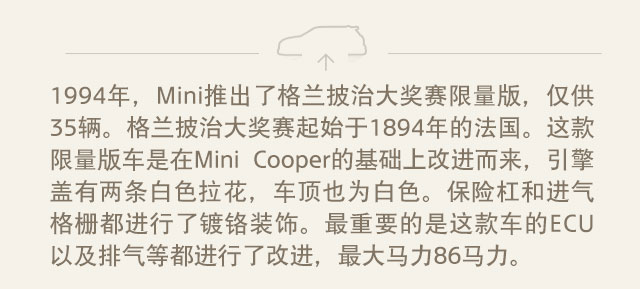 1994年，Mini推出了格兰披治大奖赛限量版，仅供
35辆。格兰披治大奖赛起始于1894年的法国。这款
限量版车是在Mini Cooper的基础上改进而来，引擎
盖有两条白色拉花，车顶也为白色。保险杠和进气
格栅都进行了镀铬装饰。最重要的是这款车的ECU
以及排气等都进行了改进，最大马力86马力。